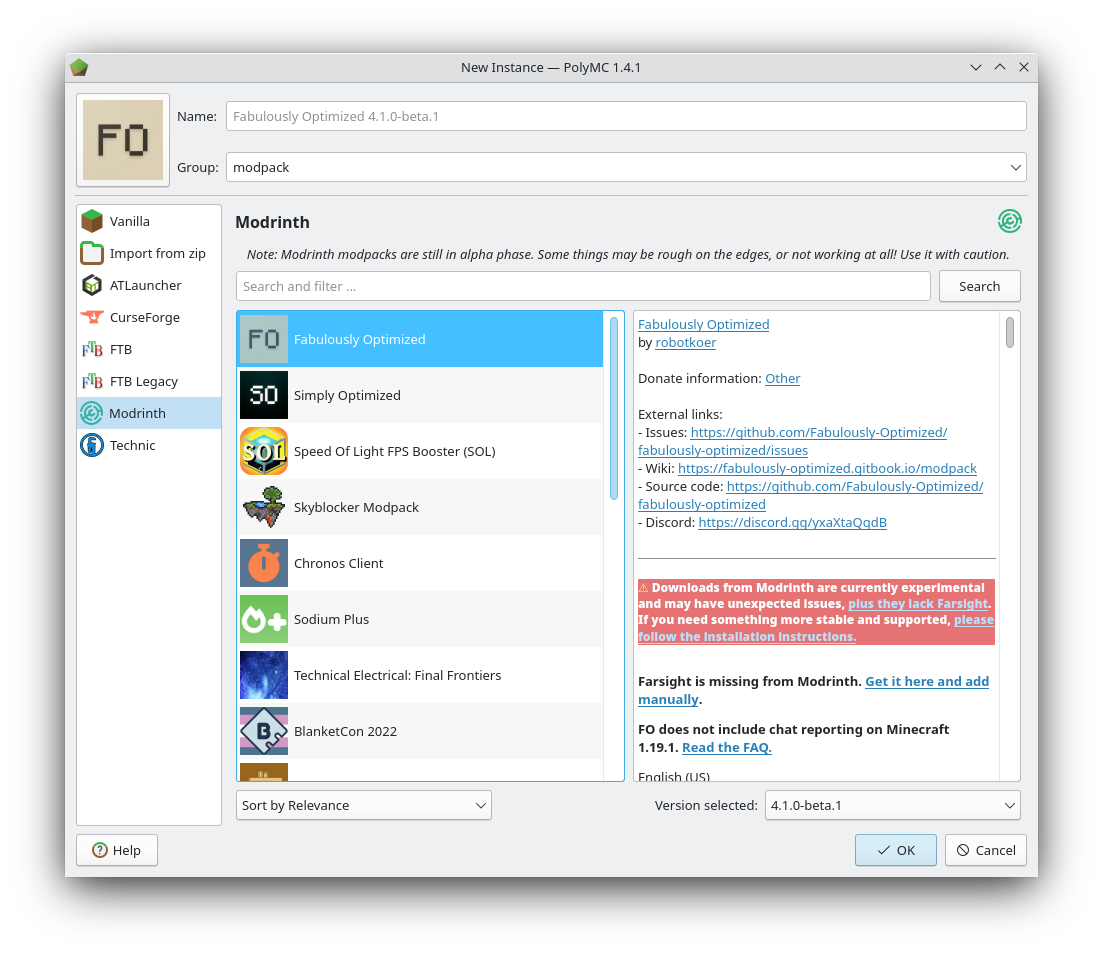 New Instance — PolyMC 1.4.1
FO
Name:
Fabulously Optimized 4.1.0-beta.1
Group:
modpack
Vanilla
Import from zip
ATLauncher
CurseForge
FTB
FTB
FTB
FTB Legacy
Modrinth
Technic
Modrinth
Note: Modrinth modpacks are still in alpha phase. Some things may be rough on the edges, or not working at all! Use it with caution.
Search and filter ...
Search
FO
Fabulously Optimized
SO
Simply Optimized
SOL
Speed Of Light FPS Booster (SOL)
Skyblocker Modpack
Chronos Client
Sodium Plus
Technical Electrical: Final Frontiers
B
BlanketCon 2022
Fabulously Optimized
by robotkoer
Donate information: Other
External links:
- Issues: https://github.com/Fabulously-Optimized/
fabulously-optimized/issues
- Wiki: https://fabulously-optimized.gitbook.io/modpack
- Source code: https://github.com/Fabulously-Optimized/
fabulously-optimized
- Discord: https://discord.gg/yxaXtaQqdB
⚠ Downloads from Modrinth are currently experimental
and may have unexpected issues, plus they lack Farsight.
If you need something more stable and supported, please
follow the installation instructions.
Farsight is missing from Modrinth. Get it here and add
manually.
FO does not include chat reporting on Minecraft
1.19.1. Read the FAQ.
English (US)
Sort by Relevance
Version selected:
4.1.0-beta.1
Help
OK
Cancel